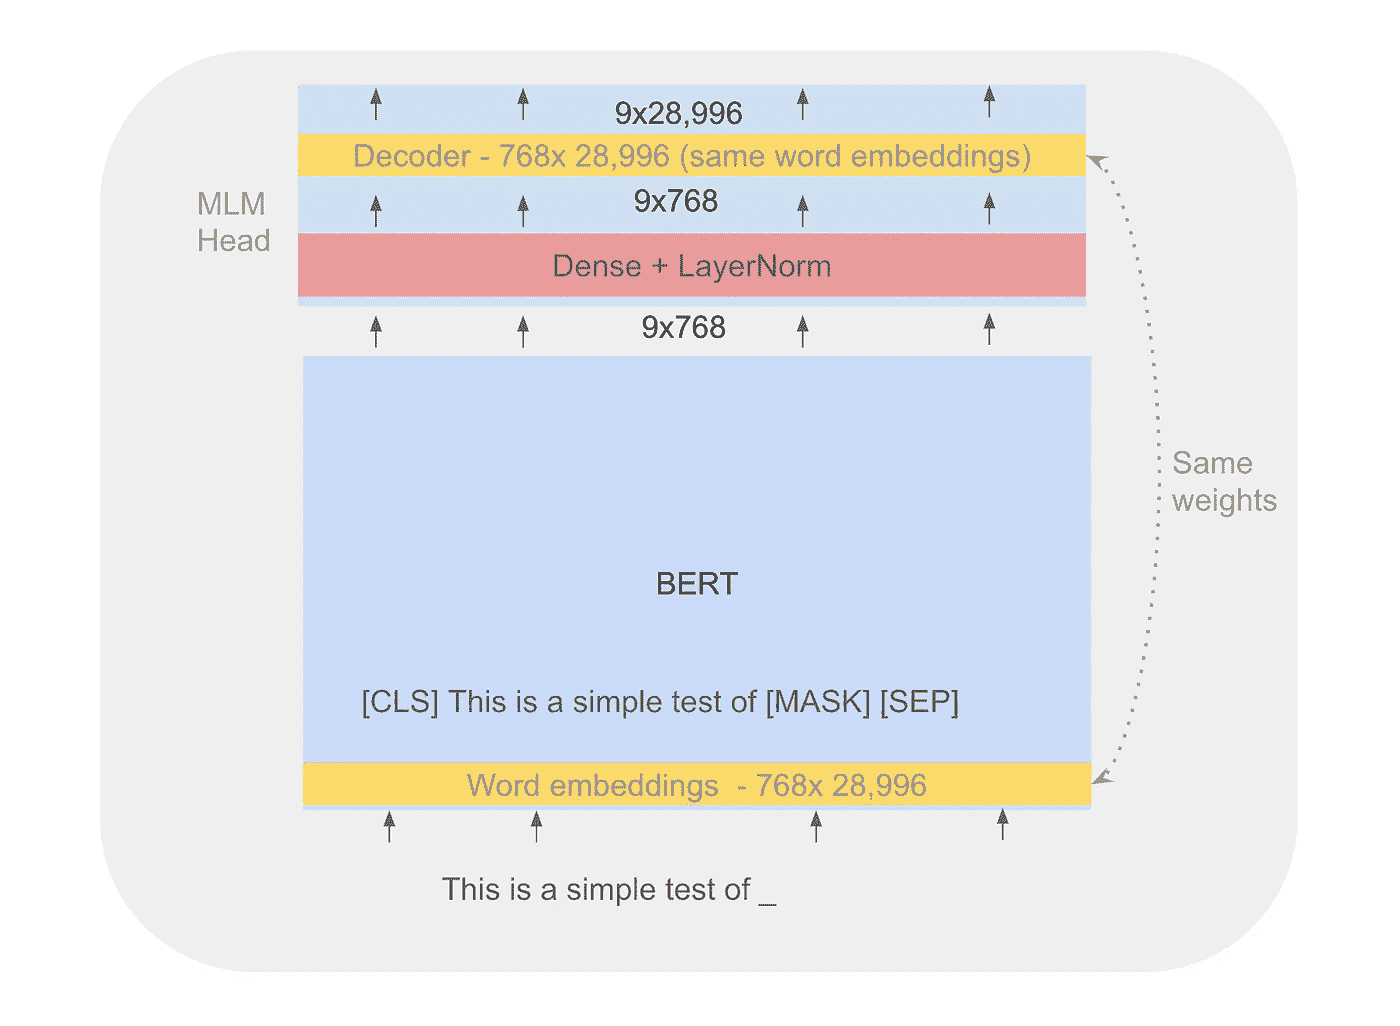 9x28,996
Decoder - 768x 28,996 (same word embeddings)
MLM
Head
9x768
Dense + LayerNorm
9x768
Same
weights
BERT
[CLS] This is a simple test of [MASK] [SEP]
Word embeddings - 768x 28,996
This is a simple test of _